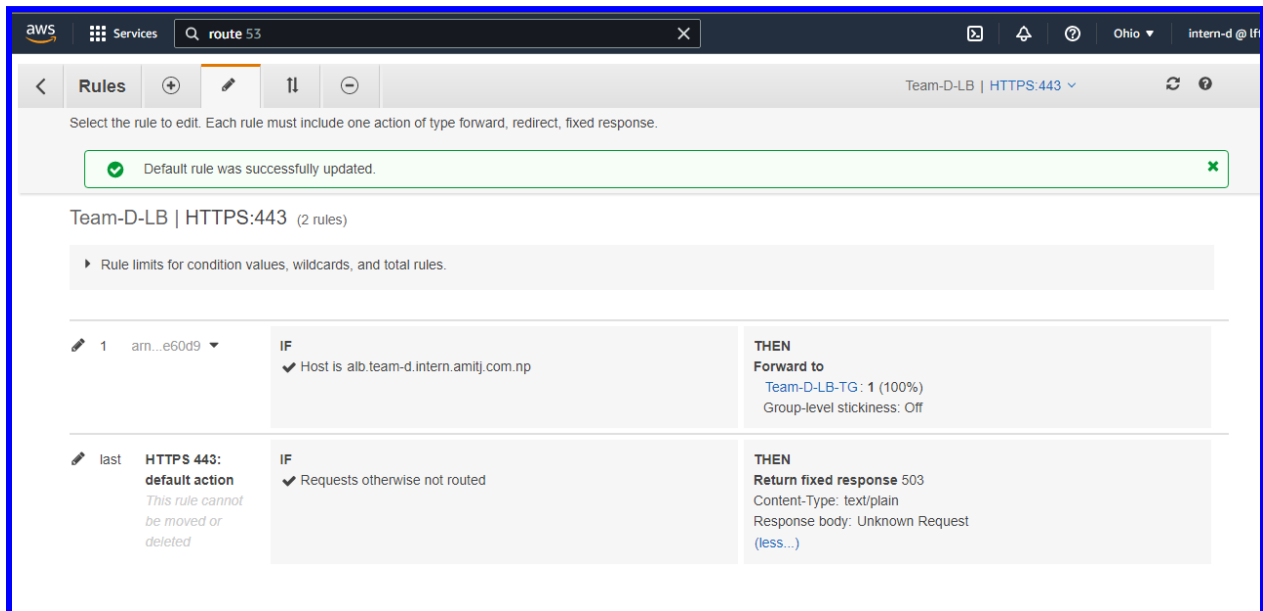 aws
Services
route 53
Ohio
intern-d @ lft
Rules
Team-D-LB | HTTPS:443
Select the rule to edit. Each rule must include one action of type forward, redirect, fixed response.
Default rule was successfully updated.
Team-D-LB | HTTPS:443 (2 rules)
Rule limits for condition values, wildcards, and total rules.
1
arn...e60d9
IF
Host is alb.team-d.intern.amitj.com.np
THEN
Forward to
Team-D-LB-TG: 1 (100%)
Group-level stickiness: Off
last
HTTPS 443:
default action
This rule cannot
be moved or
deleted
IF
Requests otherwise not routed
THEN
Return fixed response 503
Content-Type: text/plain
Response body: Unknown Request
(less...)